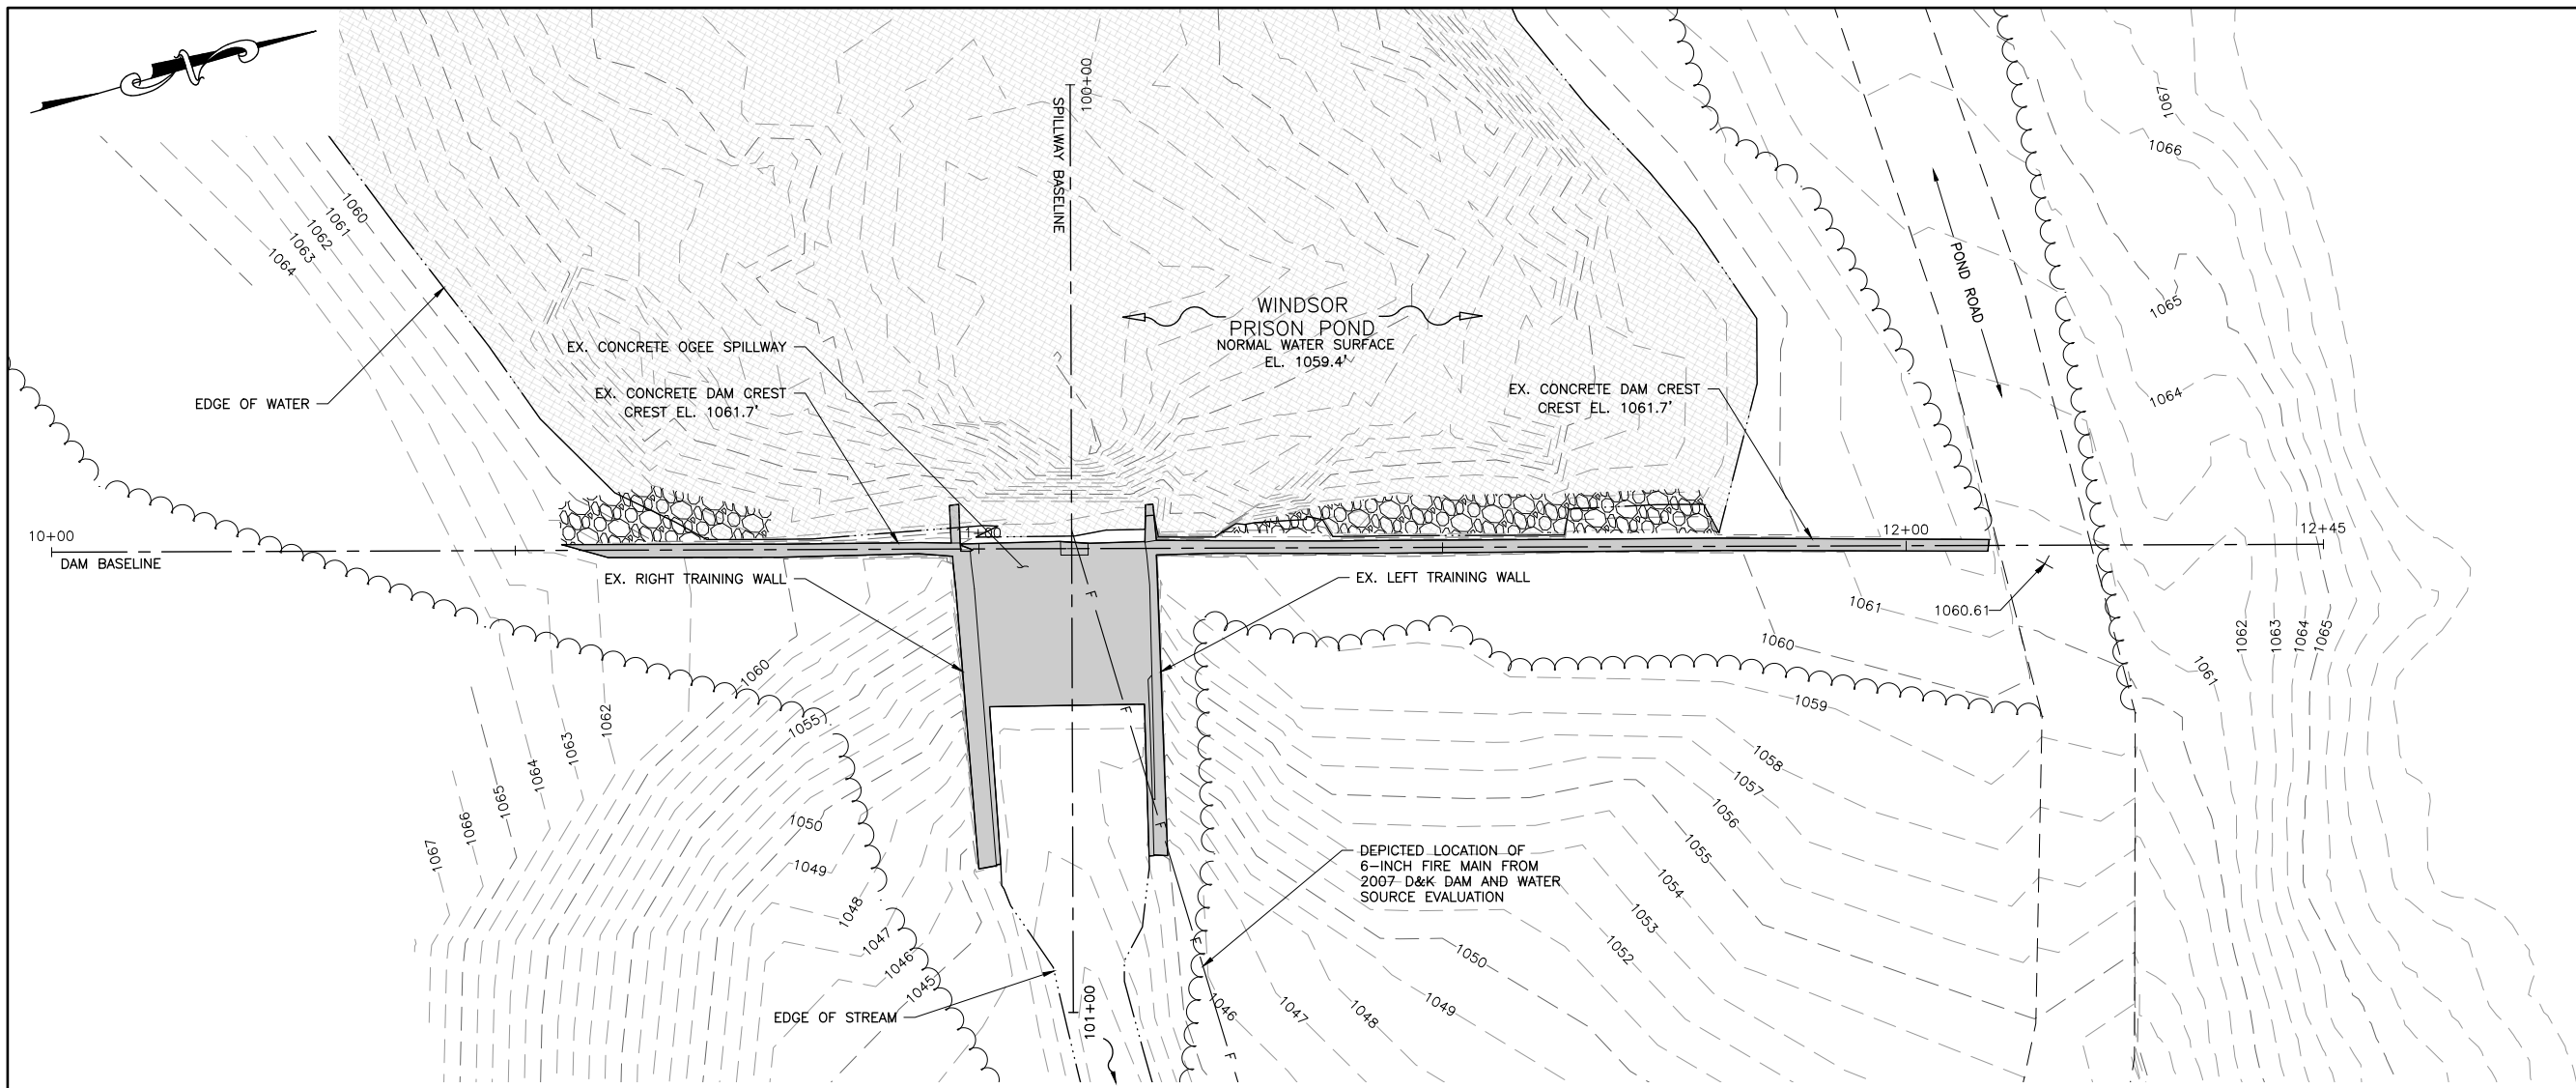 N
100+00
SPILLWAY BASELINE
1067
1066
1060
1061
1062
1063
1064
POND ROAD
1065
1064
WINDSOR
PRISON POND
NORMAL WATER SURFACE
EL. 1059.4'
EX. CONCRETE OGEE SPILLWAY
EX. CONCRETE DAM CREST
CREST EL. 1061.7'
EX. CONCRETE DAM CREST
CREST EL. 1061.7'
EDGE OF WATER
10+00
DAM BASELINE
12+00
12+45
EX. RIGHT TRAINING WALL
EX. LEFT TRAINING WALL
F
1061
1060.61
1060
1062
1063
1064
1065
1061
1060
1059
1055
1062
1063
1064
1065
1066
1067
F
1058
1057
1056
1055
1054
1053
1052
1050
1049
F
1050
1049
1048
1047
1046
1045
DEPICTED LOCATION OF
6-INCH FIRE MAIN FROM
2007 D&K DAM AND WATER
SOURCE EVALUATION
F
EDGE OF STREAM
101+00
1046
1047
1048
F